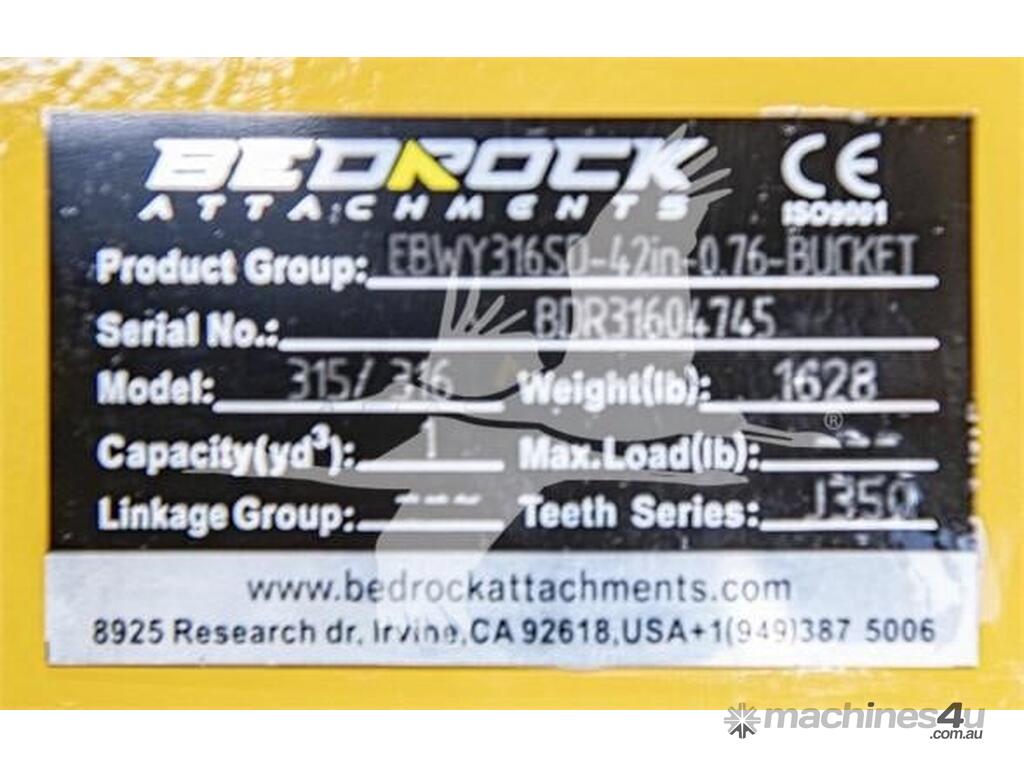 BEDROCK
ATTACHMENTS
CE
ISO9001
Product Group: EBWY316SD-42in-0.76-BUCKET
Serial No.: BDR31604745
Model: 315/ 316 Weight(lb): 1628
Capacity(yd³): 1 Max.Load(lb): ---
Linkage Group: --- Teeth Series: J350
www.bedrockattachments.com
8925 Research dr, Irvine,CA 92618,USA+1(949)387 5006
®
machines4u
.com.au